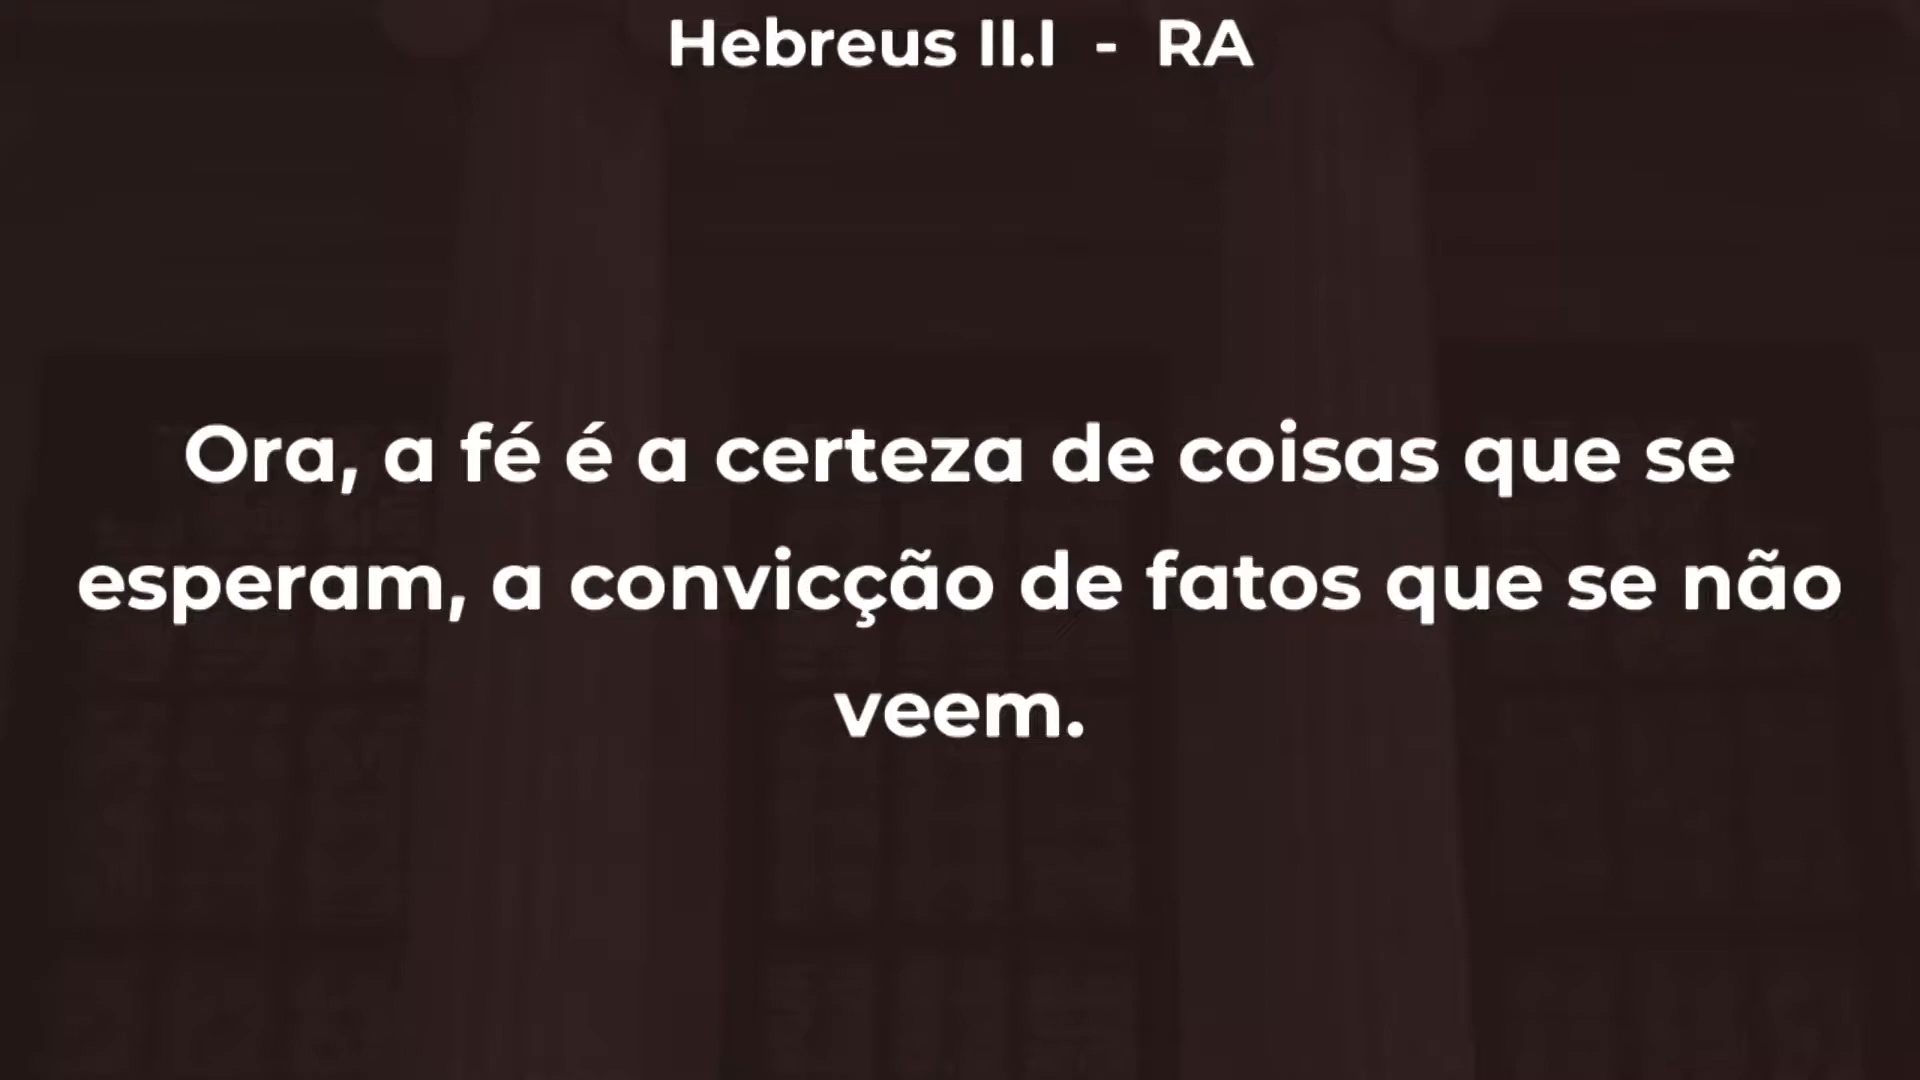 Hebreus II.I - RA
Ora, a fé é a certeza de coisas que se
esperam, a convicção de fatos que se não
veem.